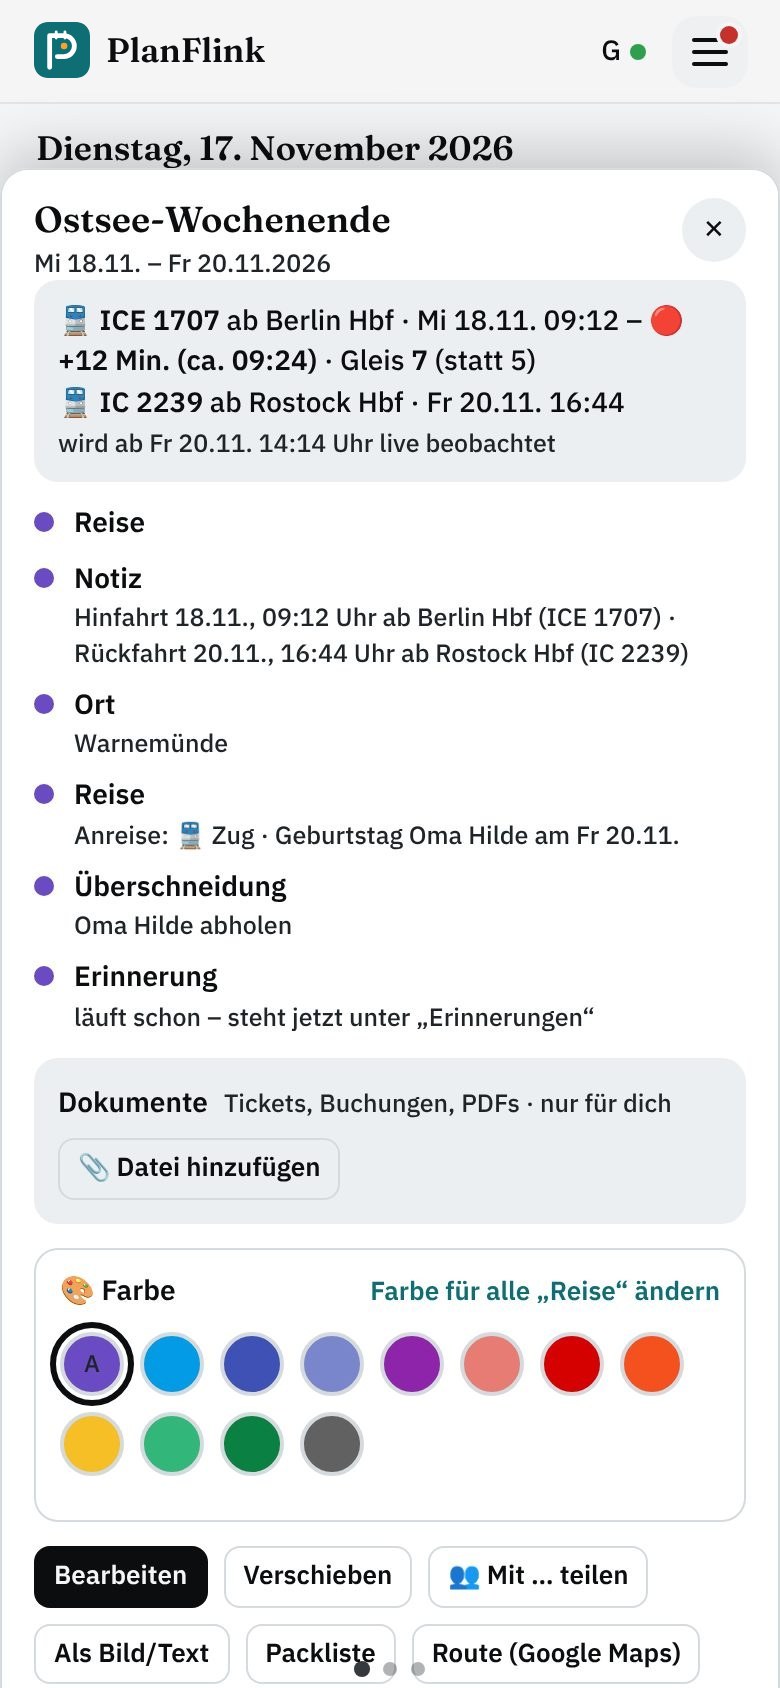 PlanFlink
G
Dienstag, 17. November 2026
Ostsee-Wochenende
×
Mi 18.11. – Fr 20.11.2026
🚆 ICE 1707 ab Berlin Hbf · Mi 18.11. 09:12 – 🔴
+12 Min. (ca. 09:24) · Gleis 7 (statt 5)
🚆 IC 2239 ab Rostock Hbf · Fr 20.11. 16:44
wird ab Fr 20.11. 14:14 Uhr live beobachtet
Reise
Notiz
Hinfahrt 18.11., 09:12 Uhr ab Berlin Hbf (ICE 1707) ·
Rückfahrt 20.11., 16:44 Uhr ab Rostock Hbf (IC 2239)
Ort
Warnemünde
Reise
Anreise: 🚆 Zug · Geburtstag Oma Hilde am Fr 20.11.
Überschneidung
Oma Hilde abholen
Erinnerung
läuft schon – steht jetzt unter „Erinnerungen“
Dokumente Tickets, Buchungen, PDFs · nur für dich
📎 Datei hinzufügen
🎨 Farbe Farbe für alle „Reise“ ändern
A
Bearbeiten Verschieben 👥 Mit ... teilen
Als Bild/Text Packliste Route (Google Maps)